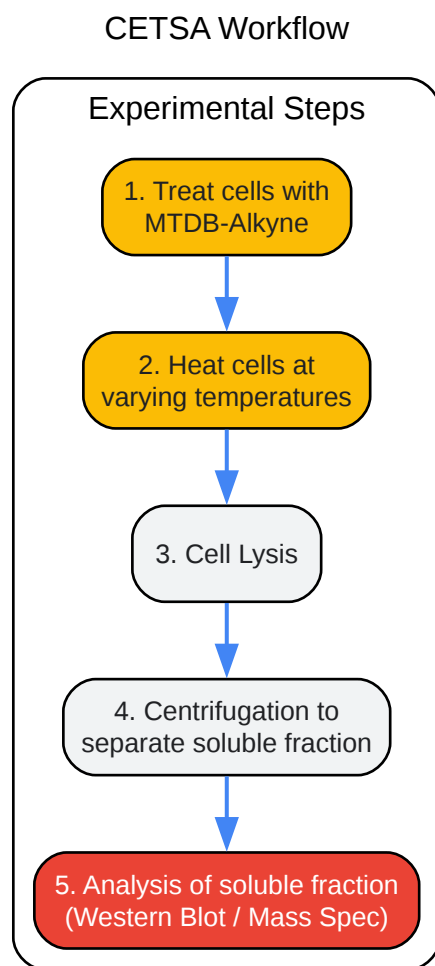 CETSA Workflow
Experimental Steps
1. Treat cells with
MTDB-Alkyne
2. Heat cells at
varying temperatures
3. Cell Lysis
4. Centrifugation to
separate soluble fraction
5. Analysis of soluble fraction
(Western Blot / Mass Spec)